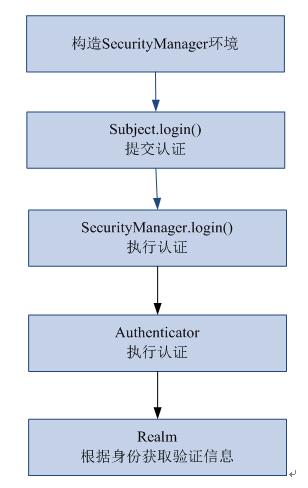 构造SecurityManager环境
Subject.login()
提交认证
SecurityManager.login()
执行认证
Authenticator
执行认证
Realm
根据身份获取验证信息